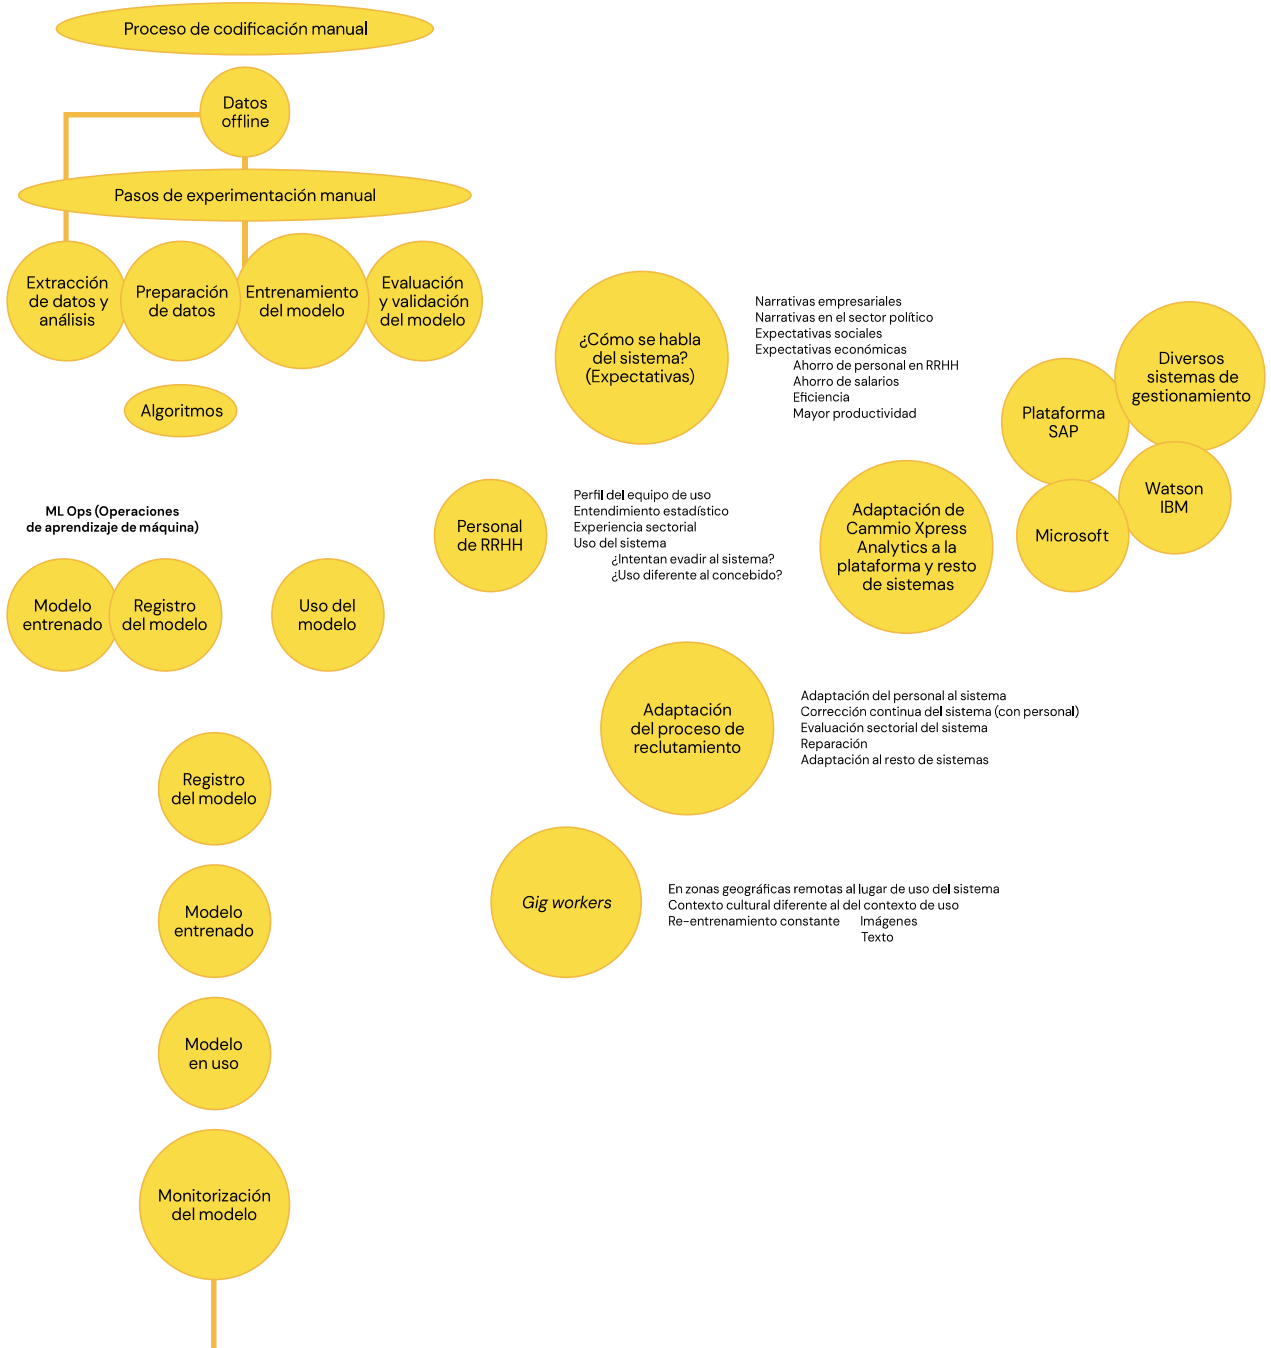 Proceso de codificación manual
Datos
offline
Pasos de experimentación manual
Extracción
de datos y
análisis
Preparación
de datos
Entrenamiento
del modelo
Evaluación
y validación
del modelo
Algoritmos
¿Cómo se habla
del sistema?
(Expectativas)
Narrativas empresariales
Narrativas en el sector político
Expectativas sociales
Expectativas económicas
Ahorro de personal en RRHH
Ahorro de salarios
Eficiencia
Mayor productividad
Diversos
sistemas de
gestionamiento
Plataforma
SAP
Watson
IBM
Microsoft
Adaptación de
Cammio Xpress
Analytics a la
plataforma y resto
de sistemas
Personal
de RRHH
Perfil del equipo de uso
Entendimiento estadístico
Experiencia sectorial
Uso del sistema
¿Intentan evadir al sistema?
¿Uso diferente al concebido?
ML Ops (Operaciones
de aprendizaje de máquina)
Modelo
entrenado
Registro
del modelo
Uso del
modelo
Adaptación
del proceso de
reclutamiento
Adaptación del personal al sistema
Corrección continua del sistema (con personal)
Evaluación sectorial del sistema
Reparación
Adaptación al resto de sistemas
Registro
del modelo
Gig workers
En zonas geográficas remotas al lugar de uso del sistema
Contexto cultural diferente al del contexto de uso
Re-entrenamiento constante Imágenes
Texto
Modelo
entrenado
Modelo
en uso
Monitorización
del modelo